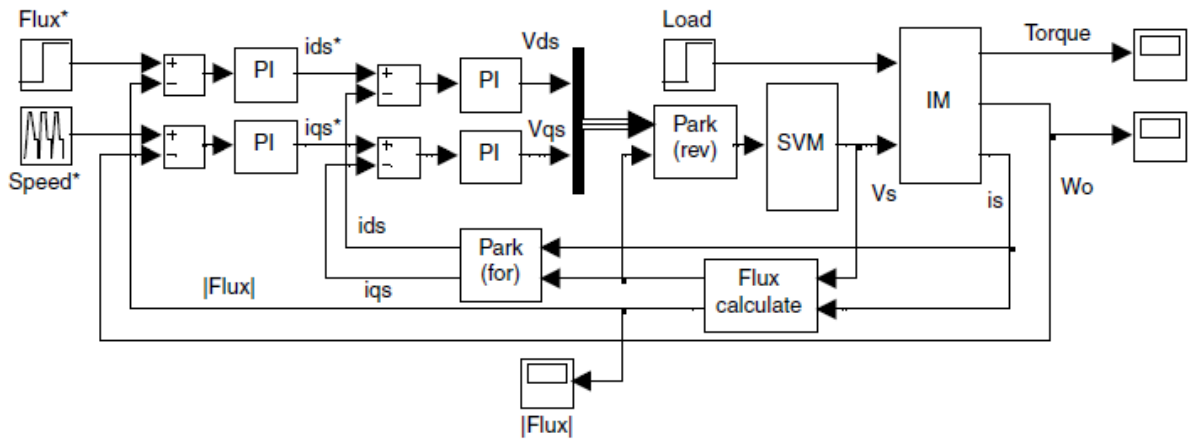 Flux*
Load
ids*
Vds
Torque
+
−
PI
+
−
PI
IM
Speed*
+
−
PI
iqs*
+
-
PI
Vqs
Park
(rev)
SVM
Vs
is
Wo
ids
Park
(for)
iqs
|Flux|
Flux
calculate
|Flux|